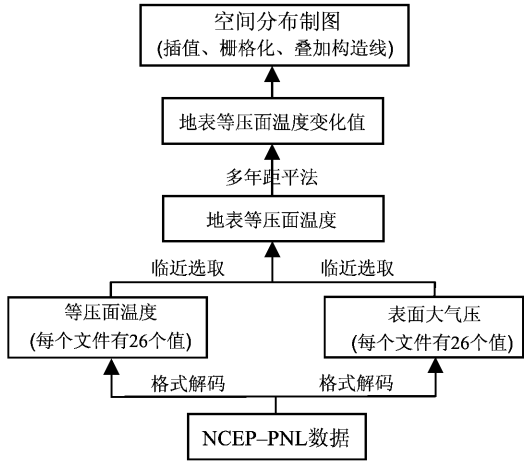 空间分布制图
(插值、栅格化、叠加构造线)
地表等压面温度变化值
多年距平法
地表等压面温度
临近选取
临近选取
等压面温度
(每个文件有26个值)
表面大气压
(每个文件有26个值)
格式解码
格式解码
NCEP–PNL数据